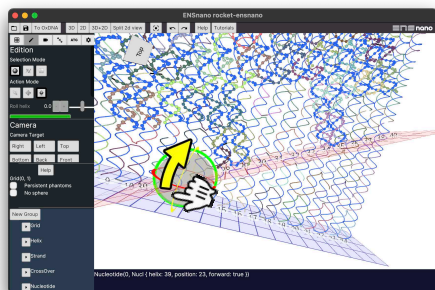 ENSnano rocket-ensnano
To OxDNA
2D
3D
3D+2D
Split 2d view
Help
Tutorials
nano
Edition
Selection Mode
Action Mode
Roll helix
0.0
Camera
Camera Target
Right
Left
Top
Bottom
Back
Front
Help
Grid(0, 1)
Persistent phantoms
No sphere
New Group
Grid
Helix
Strand
CrossOver
Nucleotide
TOP
Nucleotide(0, Nucl { helix: 39, position: 23, forward: true })